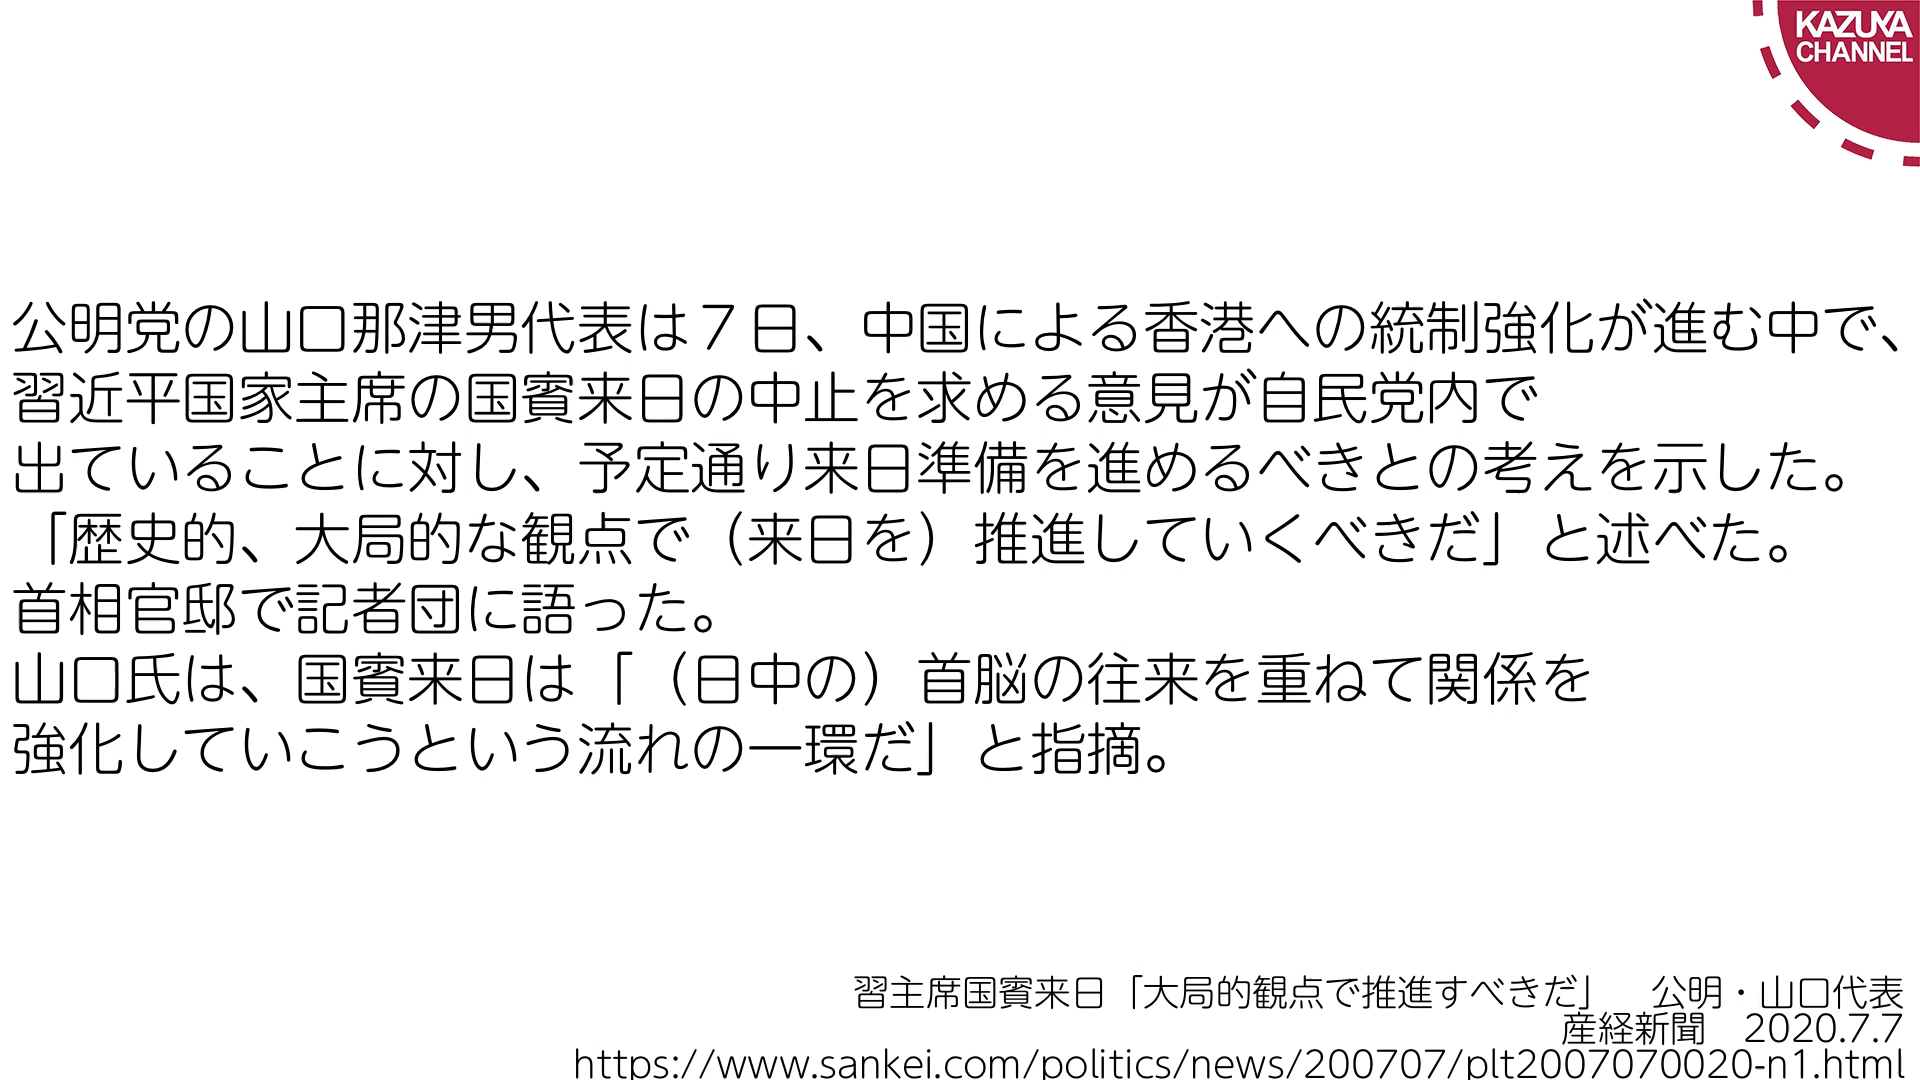 KAZUYA
CHANNEL
公明党の山口那津男代表は７日、中国による香港への統制強化が進む中で、
習近平国家主席の国賓来日の中止を求める意見が自民党内で
出ていることに対し、予定通り来日準備を進めるべきとの考えを示した。
「歴史的、大局的な観点で（来日を）推進していくべきだ」と述べた。
首相官邸で記者団に語った。
山口氏は、国賓来日は「（日中の）首脳の往来を重ねて関係を
強化していこうという流れの一環だ」と指摘。
習主席国賓来日「大局的観点で推進すべきだ」　公明・山口代表
産経新聞　2020.7.7
https://www.sankei.com/politics/news/200707/plt2007070020-n1.html